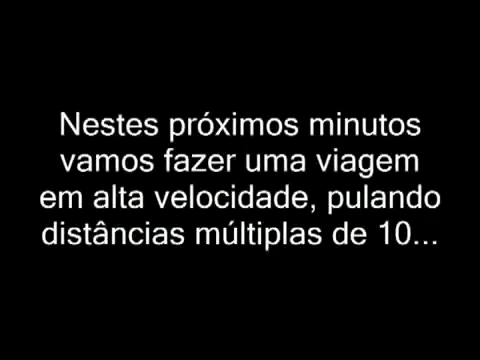 Nestes próximos minutos
vamos fazer uma viagem
em alta velocidade, pulando
distâncias múltiplas de 10...